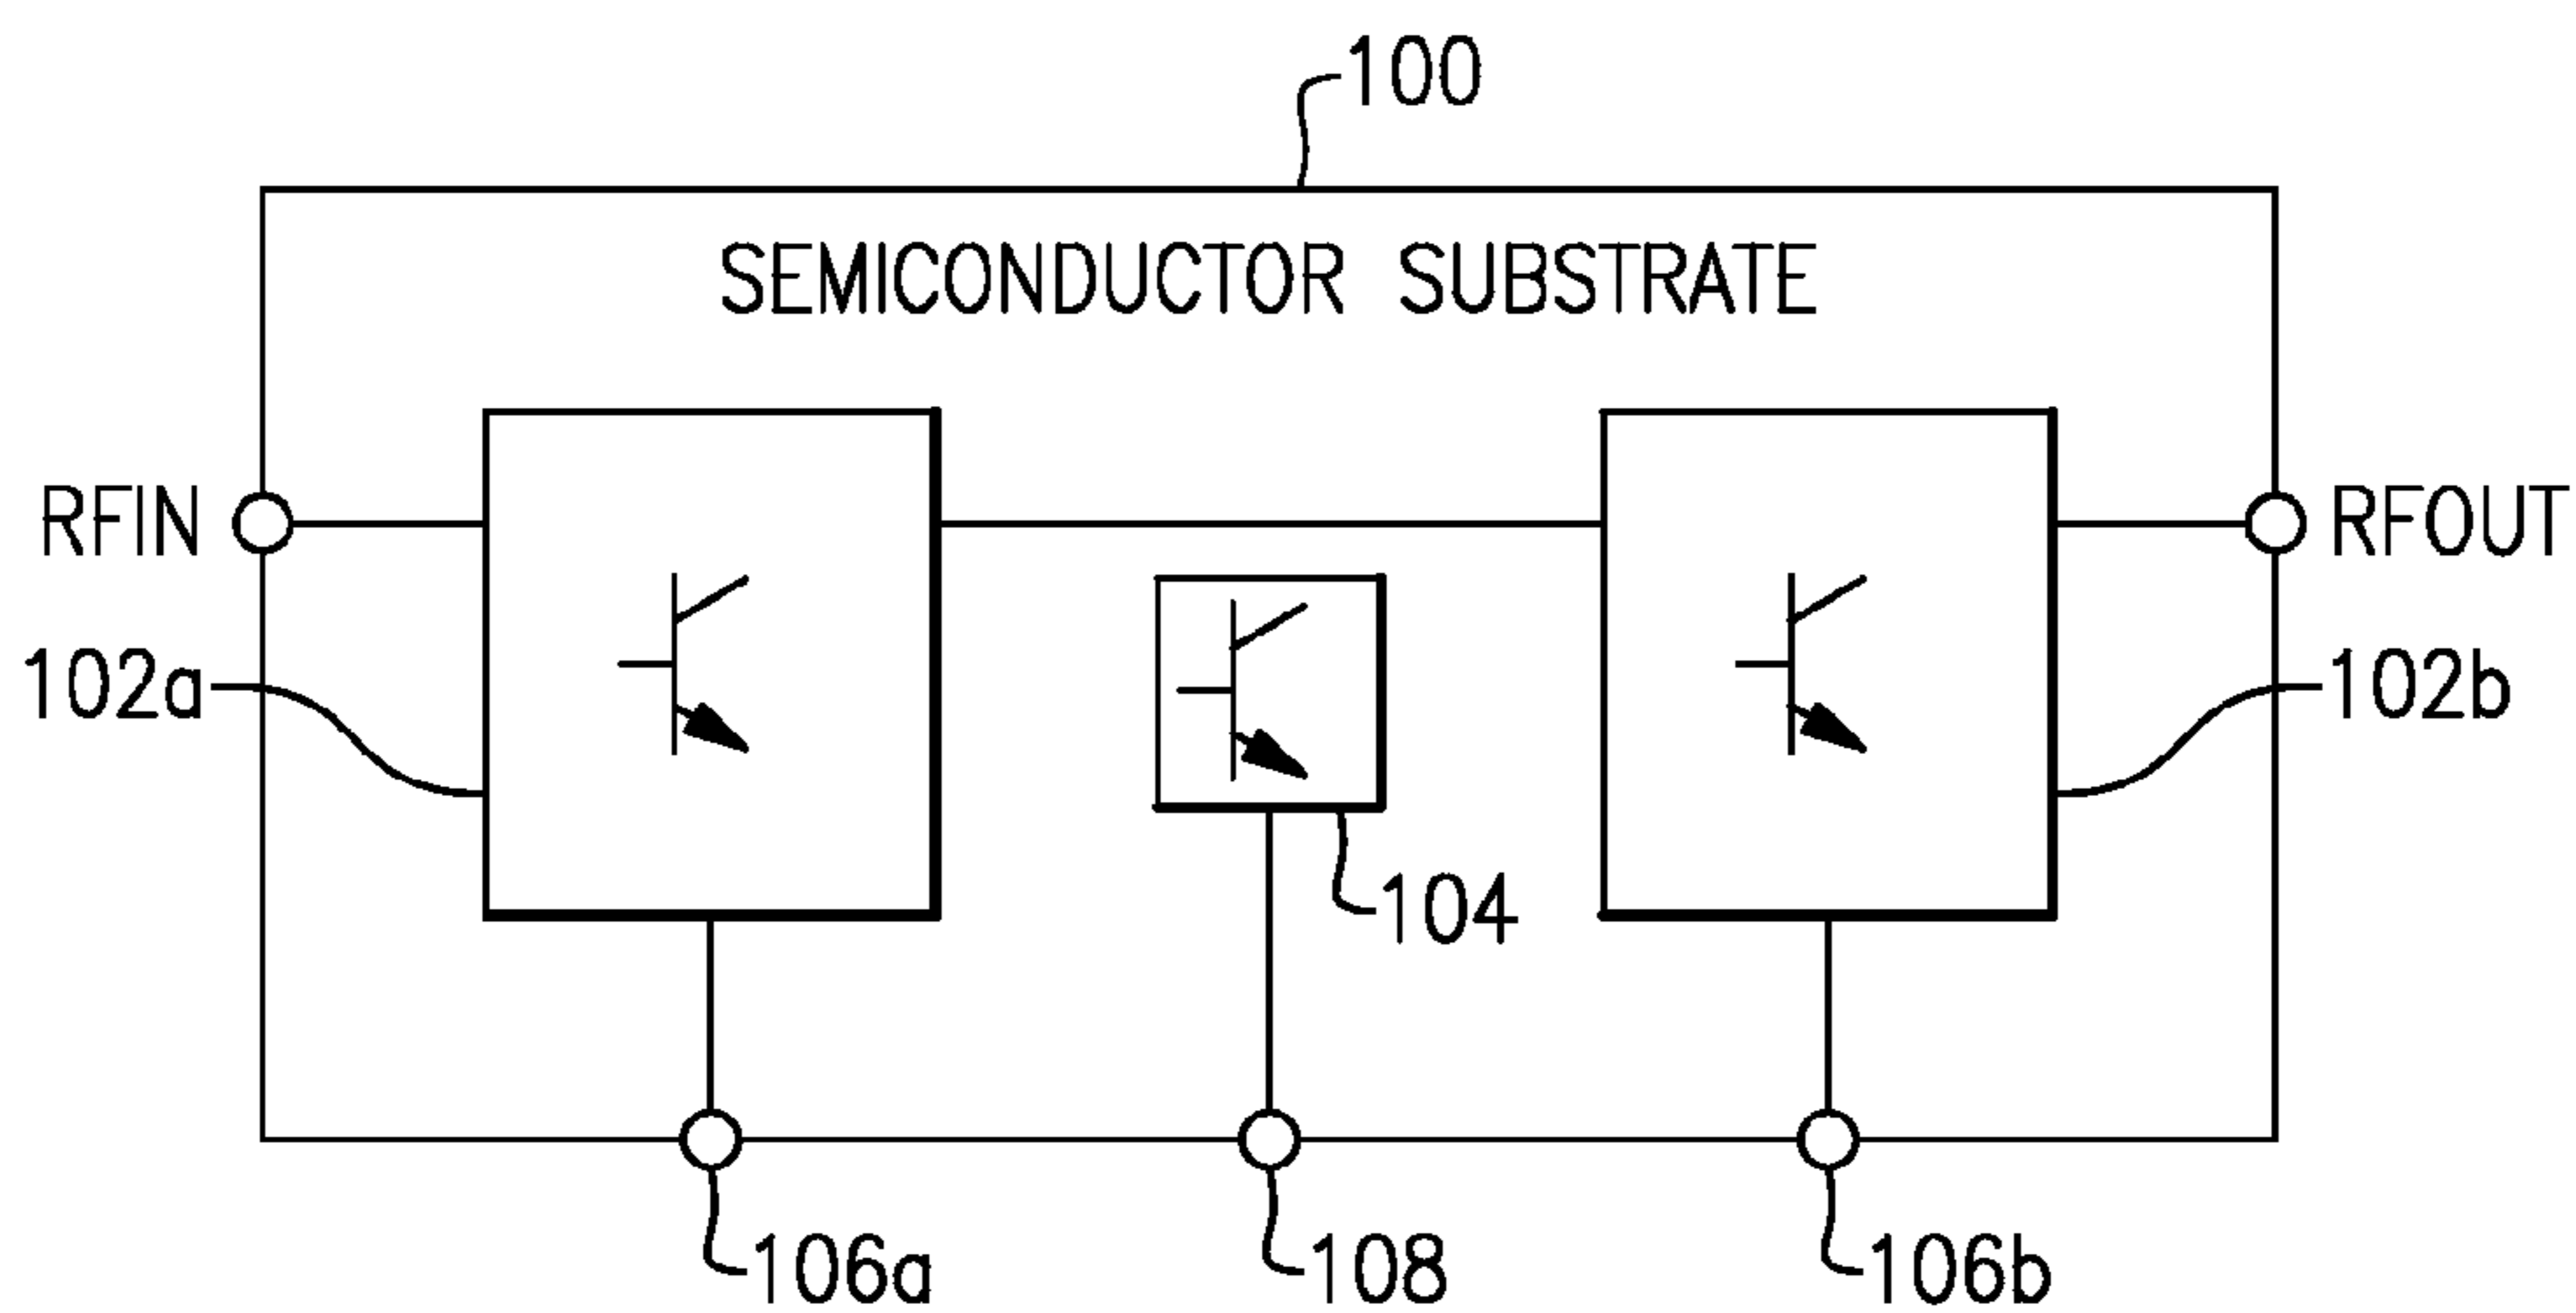 100
SEMICONDUCTOR SUBSTRATE
RFIN
RFOUT
102a
102b
104
106a
108
106b